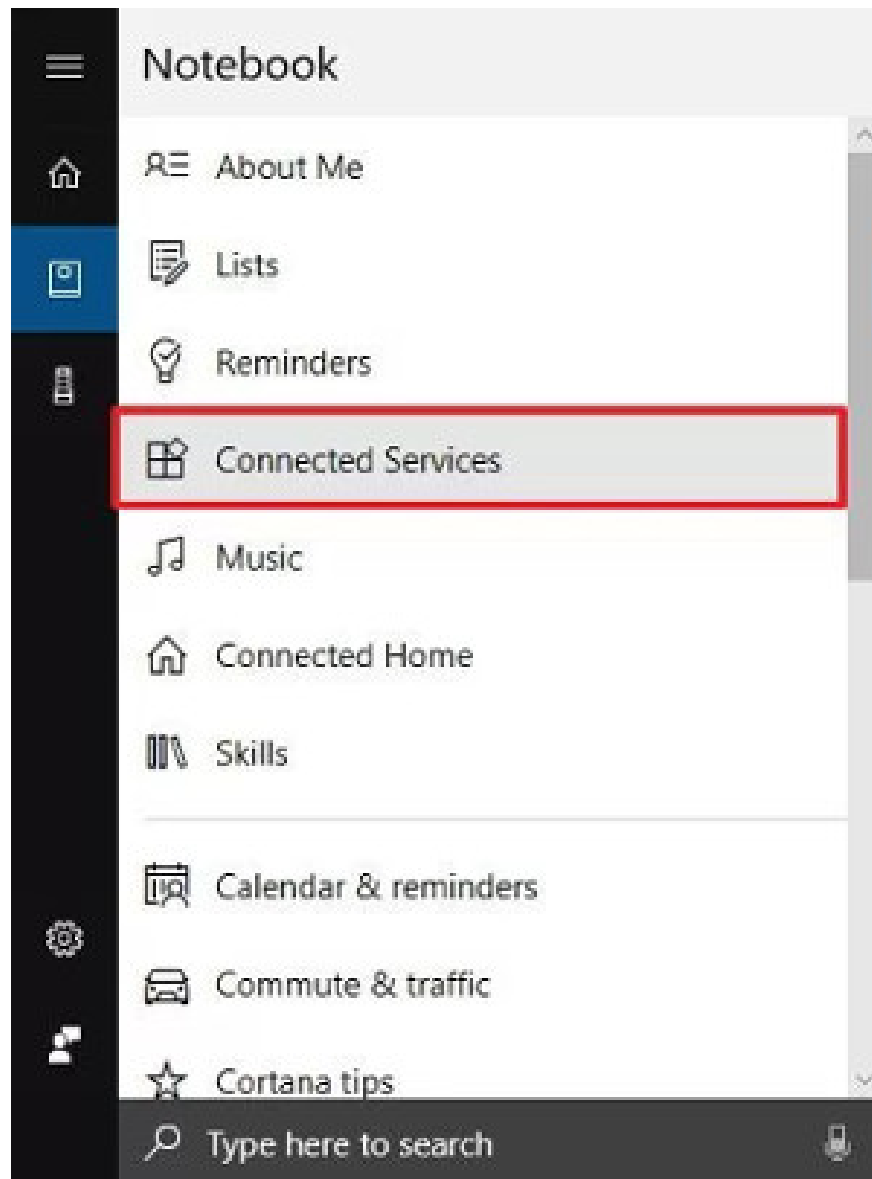 Notebook
About Me
Lists
Reminders
Connected Services
Music
Connected Home
Skills
Calendar & reminders
Commute & traffic
Cortana tips
Type here to search